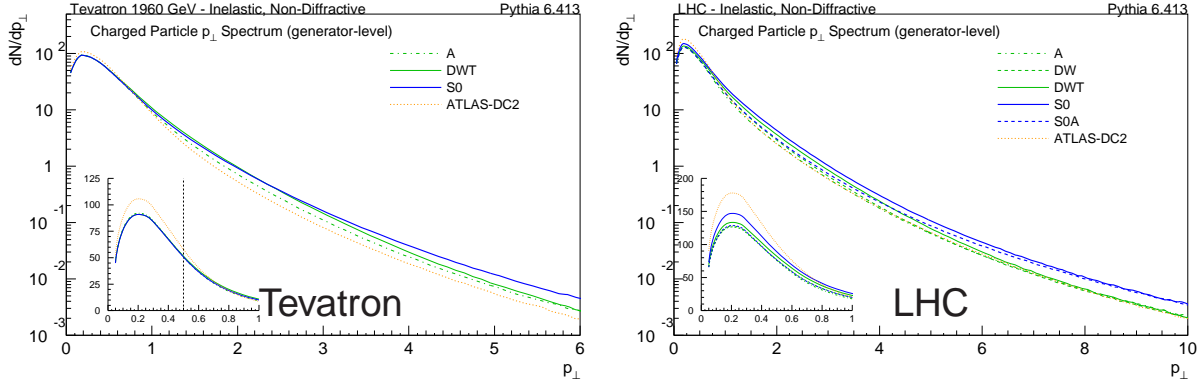 Tevatron 1960 GeV - Inelastic, Non-Diffractive
Pythia 6.413
Charged Particle p⊥ Spectrum (generator-level)
dN/dp⊥
A
DWT
S0
ATLAS-DC2
10²
10
1
10⁻¹
10⁻²
10⁻³
125
100
75
50
25
0
0 0.2 0.4 0.6 0.8 1
Tevatron
0 1 2 3 4 5 6
p⊥
LHC - Inelastic, Non-Diffractive
Pythia 6.413
Charged Particle p⊥ Spectrum (generator-level)
dN/dp⊥
A
DW
DWT
S0
S0A
ATLAS-DC2
10²
10
1
10⁻¹
10⁻²
10⁻³
200
150
100
50
0
0 0.2 0.4 0.6 0.8 1
LHC
0 2 4 6 8 10
p⊥